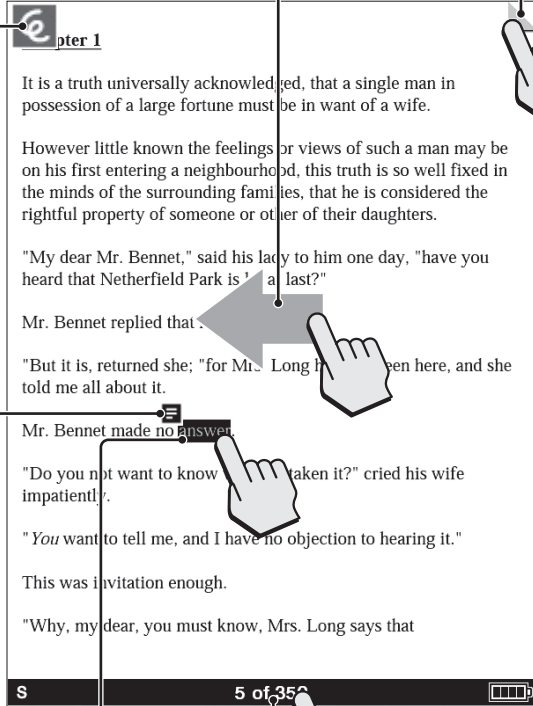 pter 1
It is a truth universally acknowledged, that a single man in
possession of a large fortune must be in want of a wife.
However little known the feelings or views of such a man may be
on his first entering a neighbourhood, this truth is so well fixed in
the minds of the surrounding families, that he is considered the
rightful property of someone or other of their daughters.
"My dear Mr. Bennet," said his lady to him one day, "have you
heard that Netherfield Park is let at last?"
Mr. Bennet replied that
"But it is, returned she; "for Mrs. Long een here, and she
told me all about it.
Mr. Bennet made no answer.
"Do you not want to know taken it?" cried his wife
impatiently.
"You want to tell me, and I have no objection to hearing it."
This was invitation enough.
"Why, my dear, you must know, Mrs. Long says that
S 5 of 350